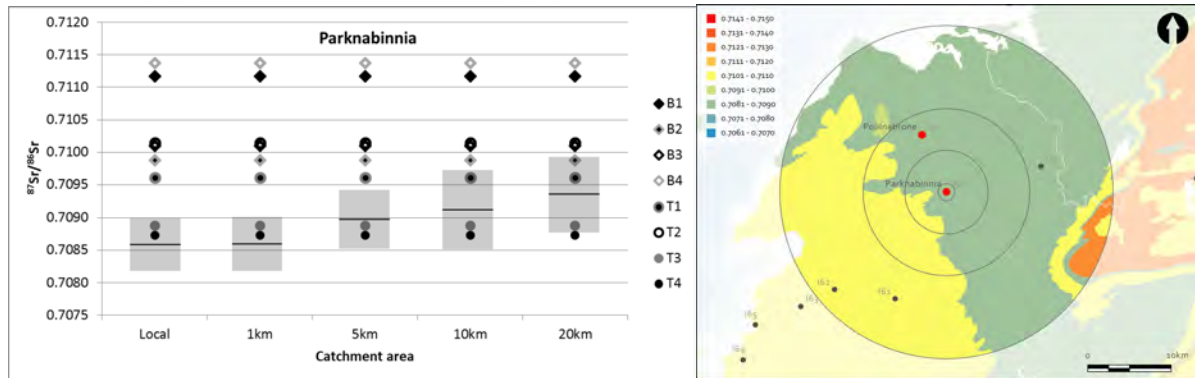 Parknabinnia
0.7120
0.7115
0.7110
0.7105
0.7100
0.7095
0.7090
0.7085
0.7080
0.7075
⁸⁷Sr/⁸⁶Sr
Local
1km
5km
10km
20km
Catchment area
B1
B2
B3
B4
T1
T2
T3
T4
0.7141 - 0.7150
0.7131 - 0.7140
0.7121 - 0.7130
0.7111 - 0.7120
0.7101 - 0.7110
0.7091 - 0.7100
0.7081 - 0.7090
0.7071 - 0.7080
0.7061 - 0.7070
Poulnabrone
Parknabinnia
I62
I61
I63
I65
0
10km